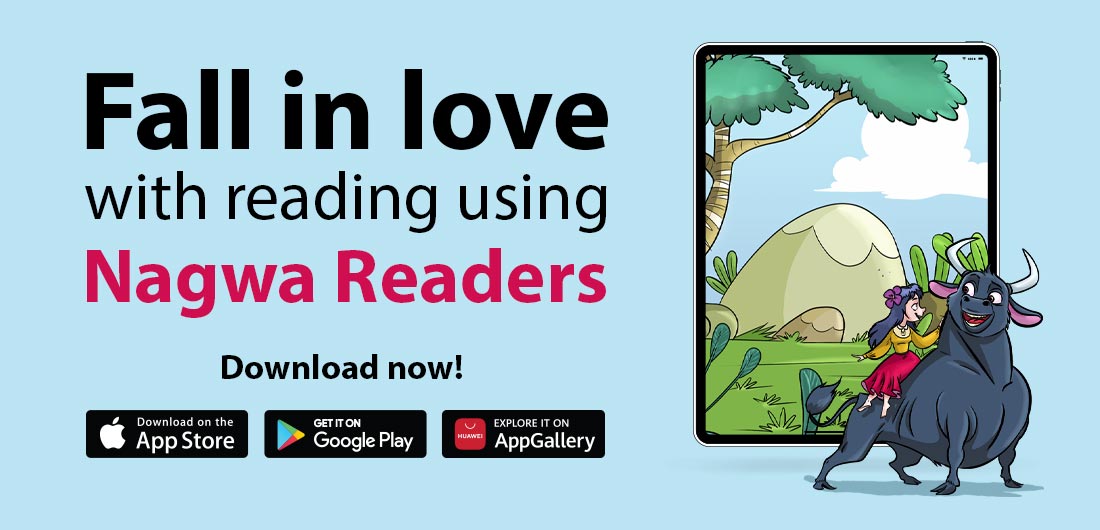 Fall in love
with reading using
Nagwa Readers
Download now!
Download on the
App Store
GET IT ON
Google Play
HUAWEI
EXPLORE IT ON
AppGallery